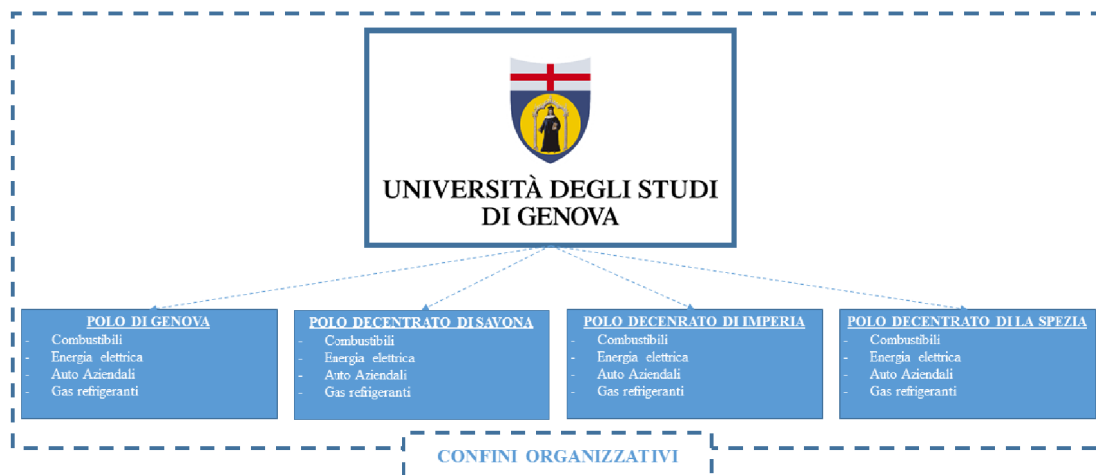 UNIVERSITÀ DEGLI STUDI
DI GENOVA
POLO DI GENOVA
- Combustibili
- Energia elettrica
- Auto Aziendali
- Gas refrigeranti
POLO DECENTRATO DI SAVONA
- Combustibili
- Energia elettrica
- Auto Aziendali
- Gas refrigeranti
POLO DECENRATO DI IMPERIA
- Combustibili
- Energia elettrica
- Auto Aziendali
- Gas refrigeranti
POLO DECENTRATO DI LA SPEZIA
- Combustibili
- Energia elettrica
- Auto Aziendali
- Gas refrigeranti
CONFINI ORGANIZZATIVI